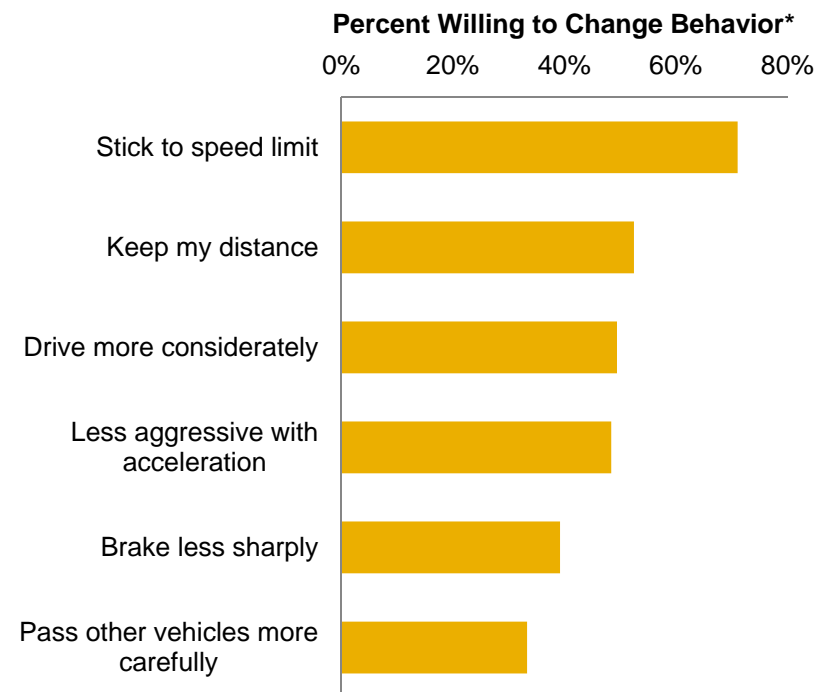 Percent Willing to Change Behavior*
0% 20% 40% 60% 80%
Stick to speed limit
Keep my distance
Drive more considerately
Less aggressive with
acceleration
Brake less sharply
Pass other vehicles more
carefully